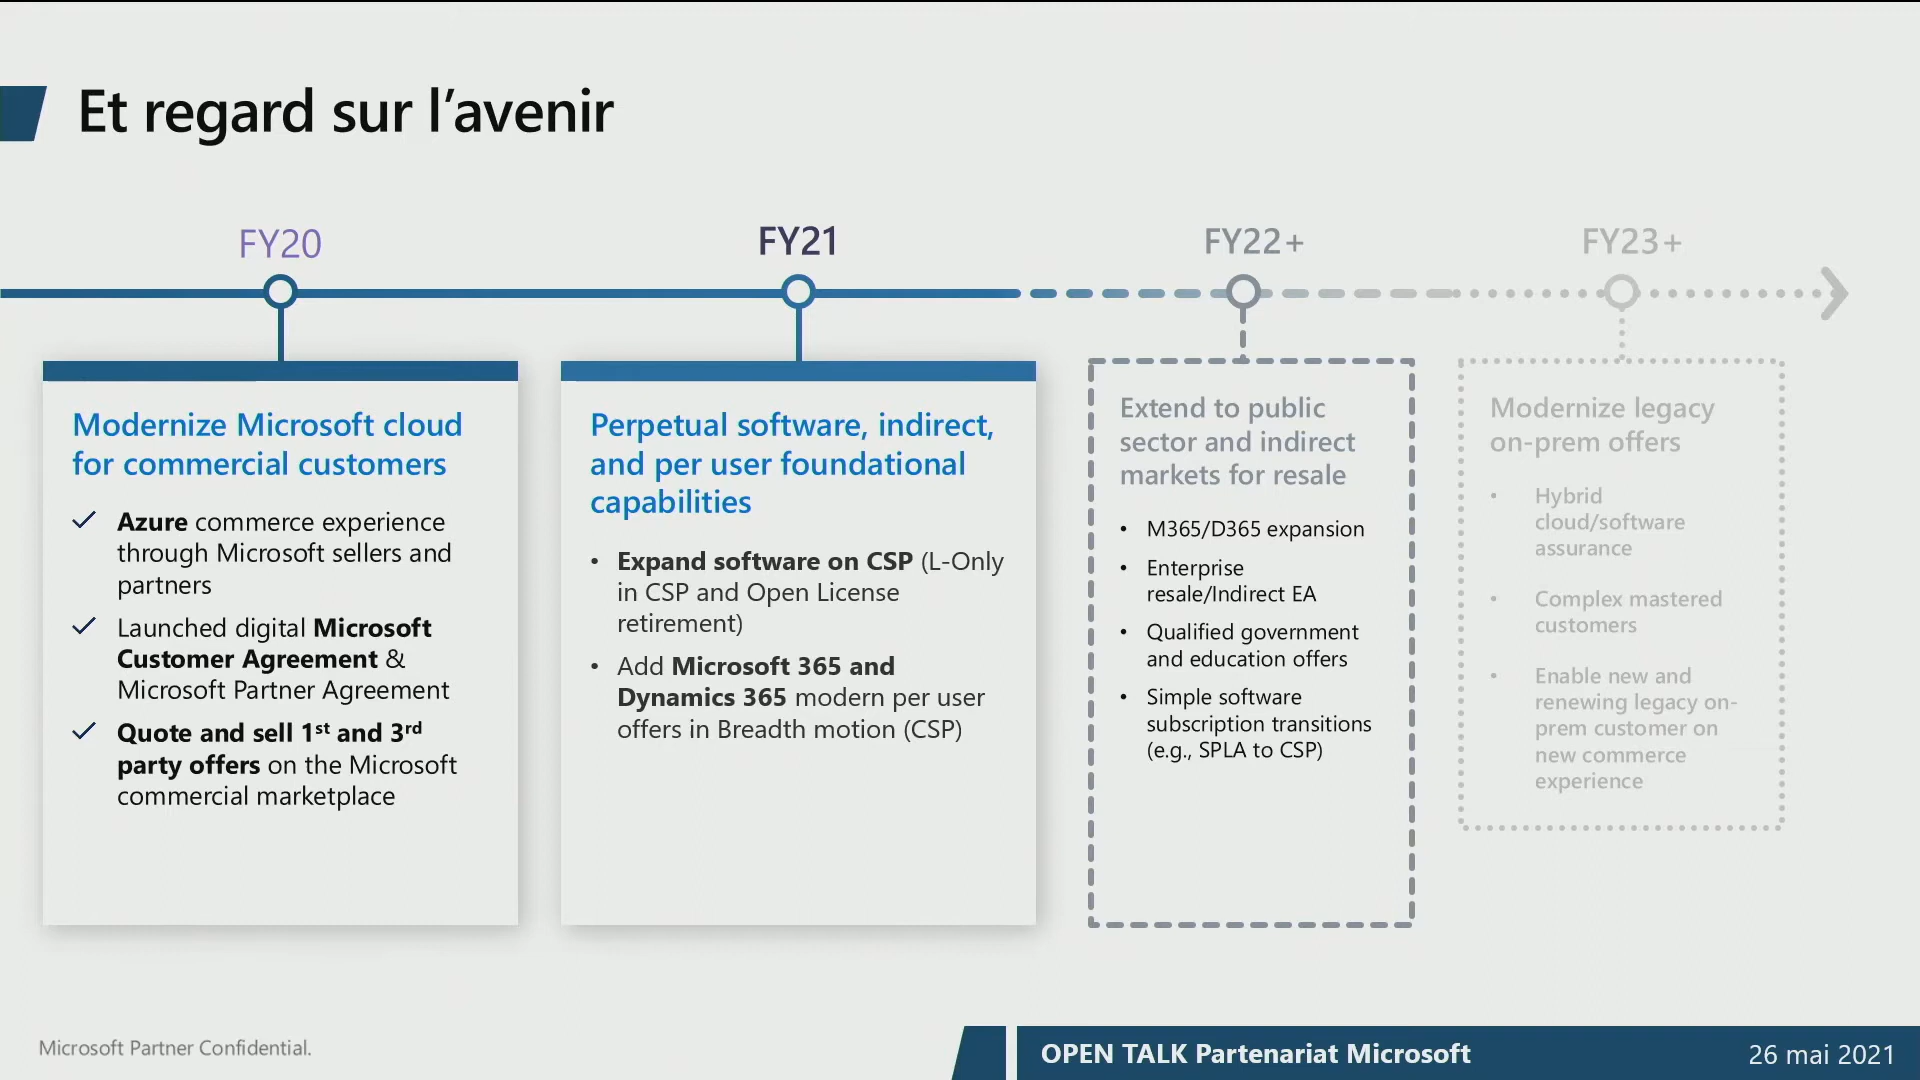 Et regard sur l’avenir
FY20
FY21
FY22+
FY23+
Modernize Microsoft cloud
for commercial customers
Azure commerce experience
through Microsoft sellers and
partners
Launched digital Microsoft
Customer Agreement &
Microsoft Partner Agreement
Quote and sell 1st and 3rd
party offers on the Microsoft
commercial marketplace
Perpetual software, indirect,
and per user foundational
capabilities
• Expand software on CSP (L-Only
in CSP and Open License
retirement)
• Add Microsoft 365 and
Dynamics 365 modern per user
offers in Breadth motion (CSP)
Extend to public
sector and indirect
markets for resale
• M365/D365 expansion
• Enterprise
resale/Indirect EA
• Qualified government
and education offers
• Simple software
subscription transitions
(e.g., SPLA to CSP)
Modernize legacy
on-prem offers
• Hybrid
cloud/software
assurance
• Complex mastered
customers
• Enable new and
renewing legacy on-
prem customer on
new commerce
experience
Microsoft Partner Confidential.
OPEN TALK Partenariat Microsoft
26 mai 2021